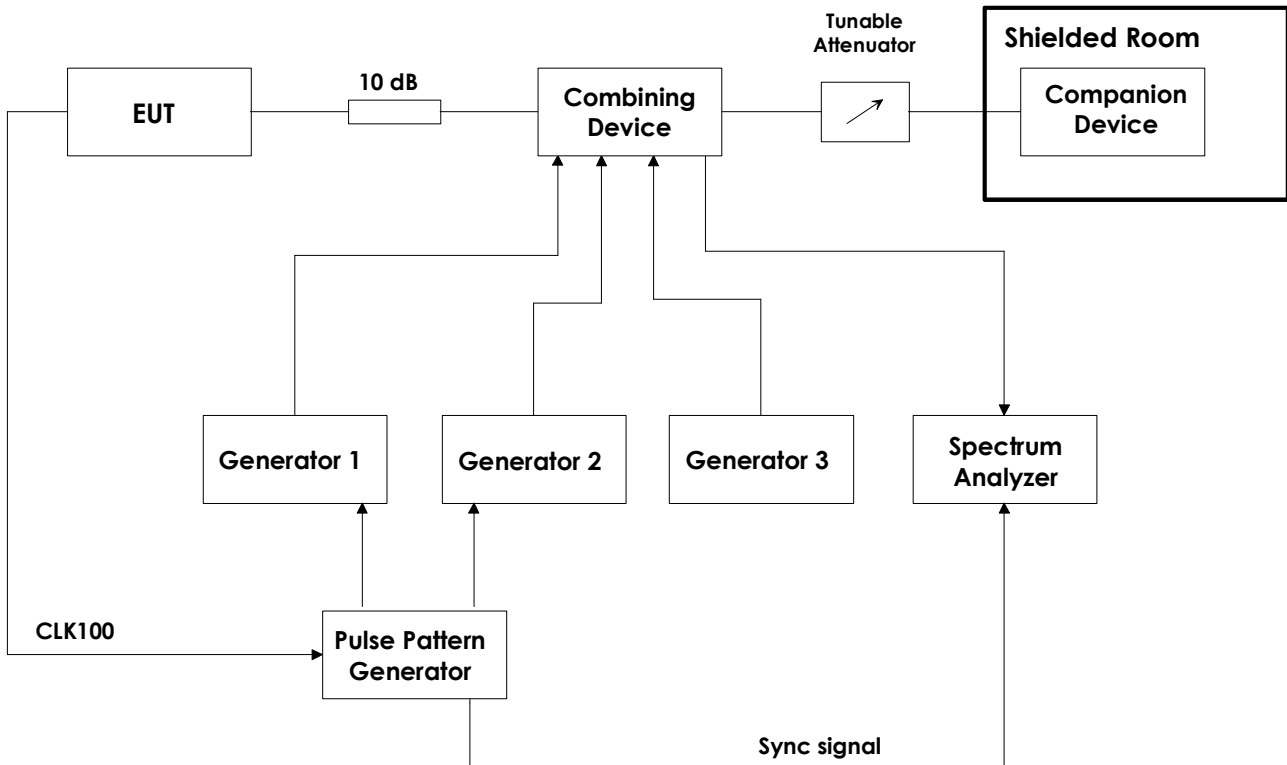 Tunable
Attenuator
Shielded Room
10 dB
EUT
Combining
Device
Companion
Device
Generator 1
Generator 2
Generator 3
Spectrum
Analyzer
CLK100
Pulse Pattern
Generator
Sync signal